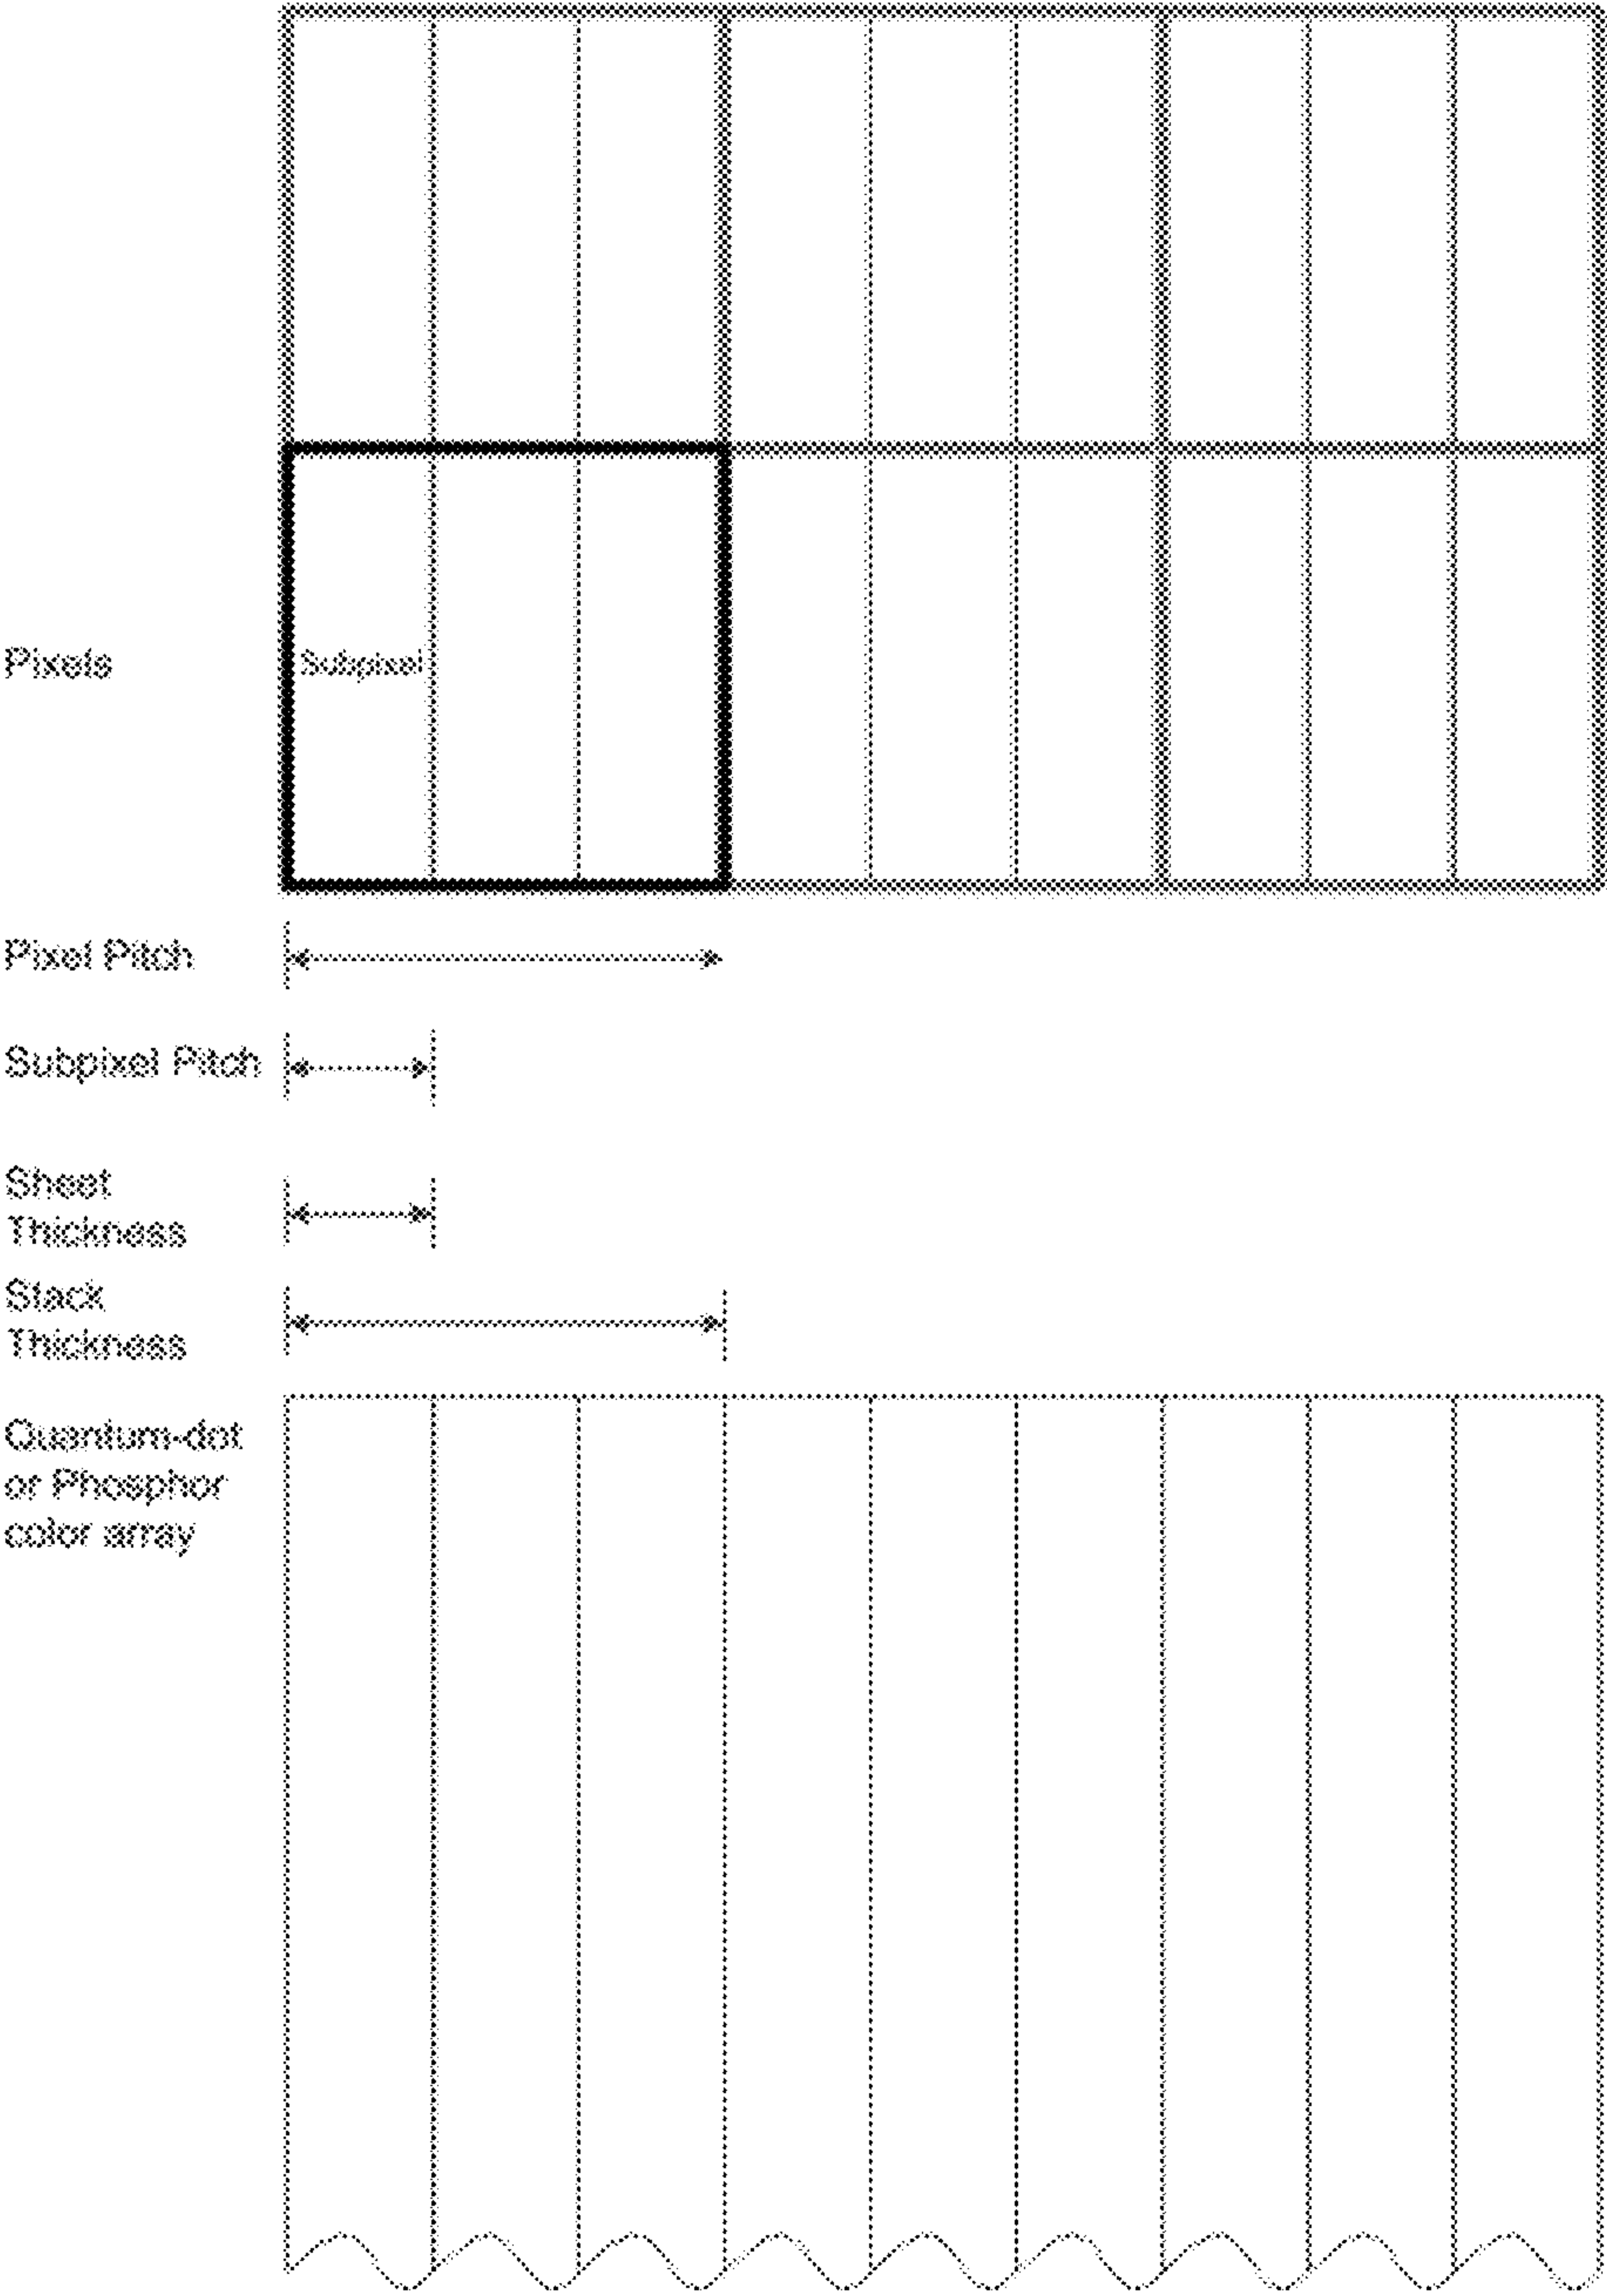 Pixels
Subpixel
Pixel Pitch
Subpixel Pitch
Sheet
Thickness
Stack
Thickness
Quantum-dot
or Phosphor
color array